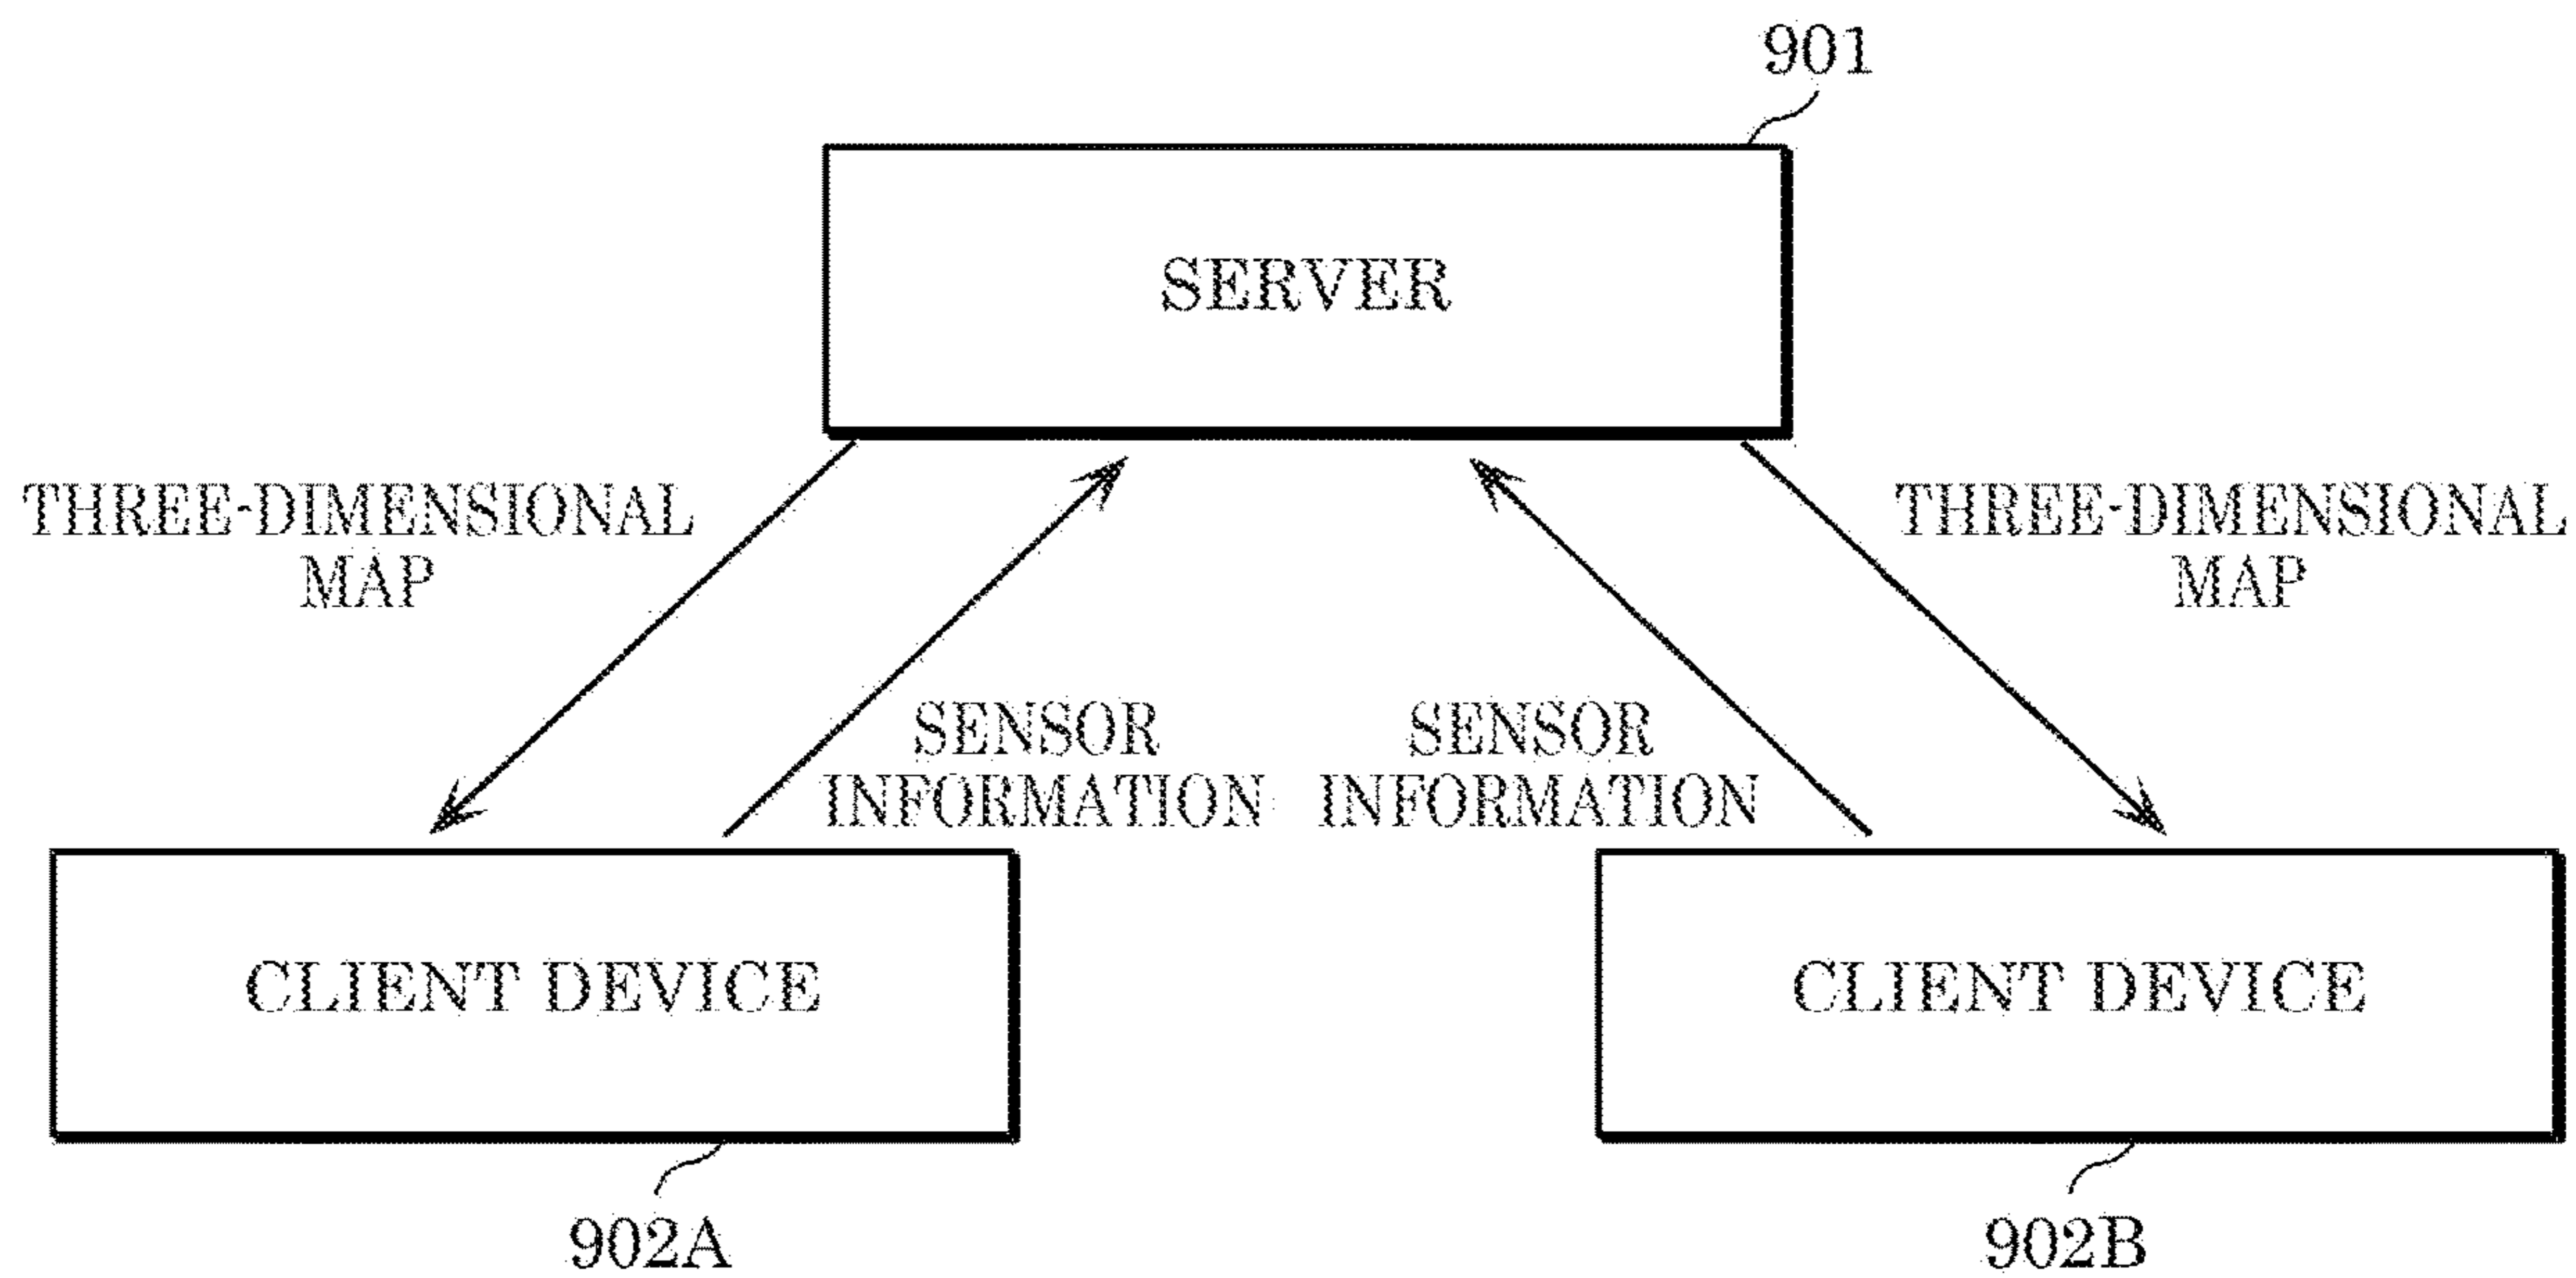 901
SERVER
THREE-DIMENSIONAL
MAP
THREE-DIMENSIONAL
MAP
SENSOR
INFORMATION
SENSOR
INFORMATION
CLIENT DEVICE
CLIENT DEVICE
902A
902B